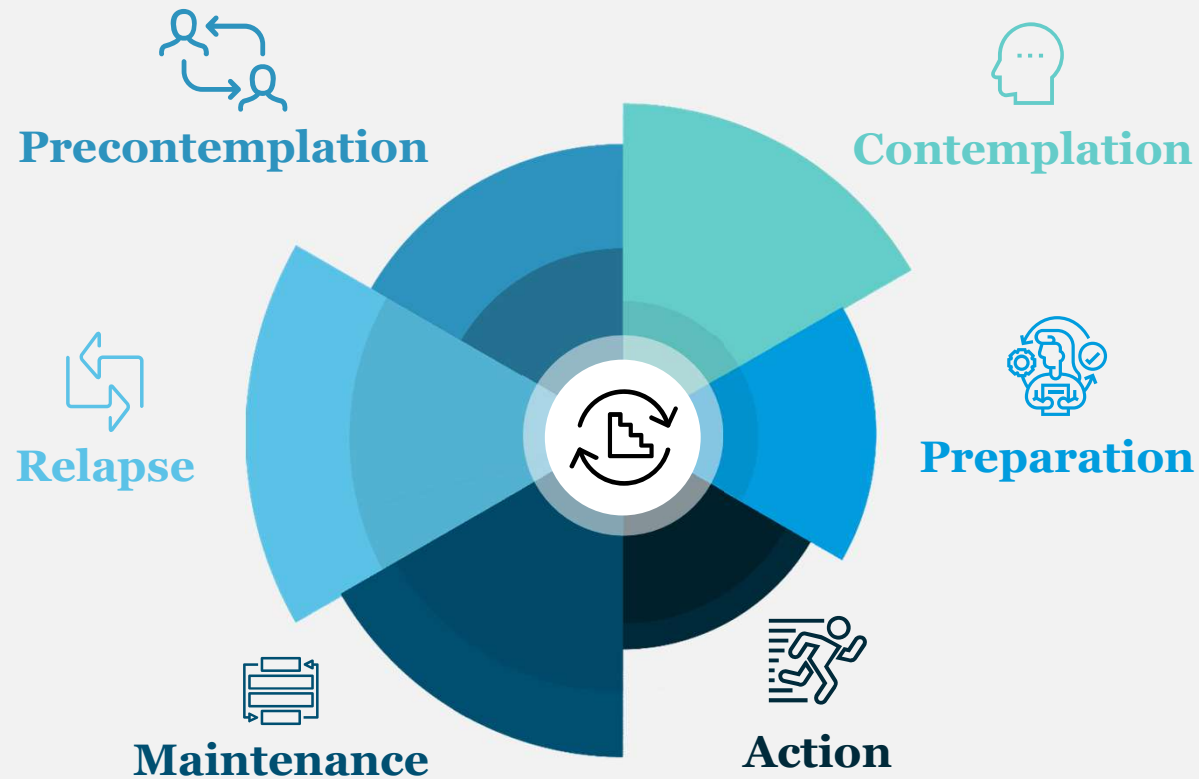 Precontemplation
Contemplation
Relapse
Preparation
Maintenance
Action